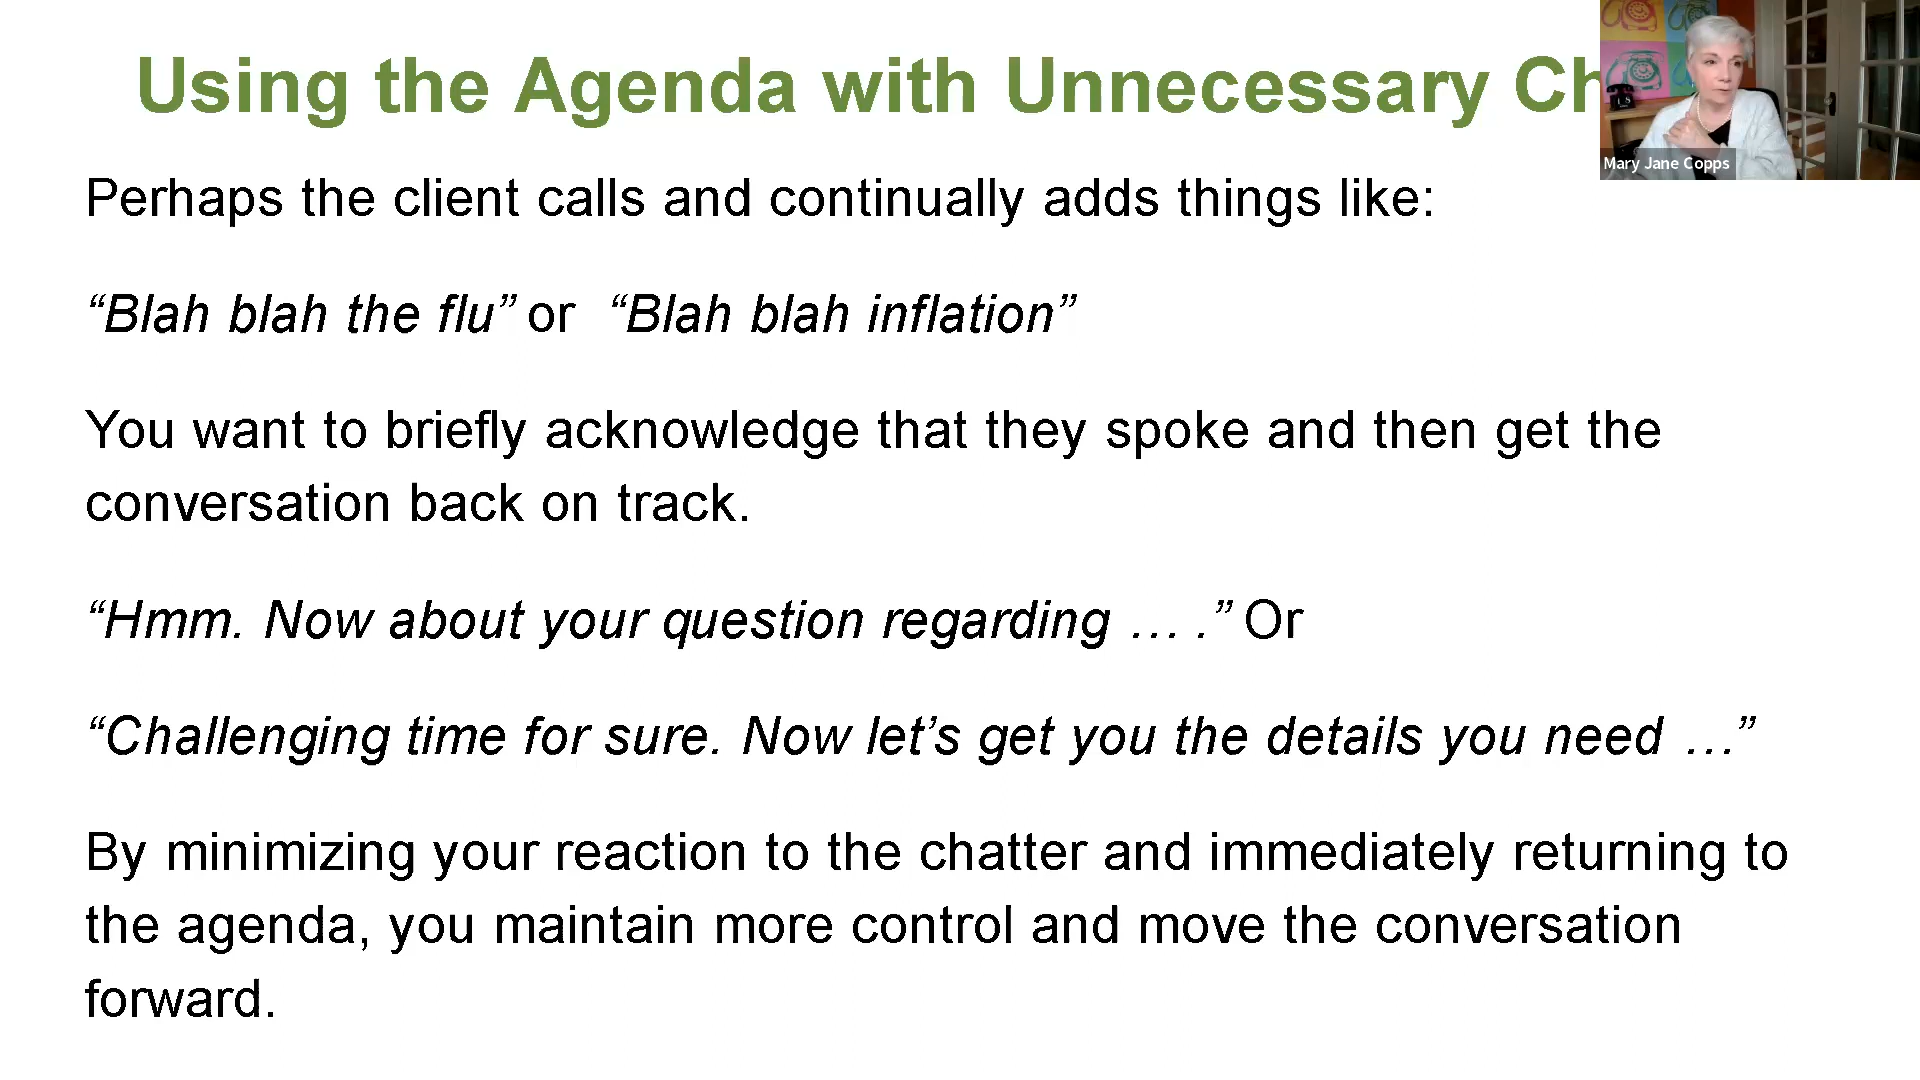 Using the Agenda with Unnecessary Ch
Perhaps the client calls and continually adds things like:
“Blah blah the flu” or “Blah blah inflation”
You want to briefly acknowledge that they spoke and then get the
conversation back on track.
“Hmm. Now about your question regarding … .” Or
“Challenging time for sure. Now let’s get you the details you need …”
By minimizing your reaction to the chatter and immediately returning to
the agenda, you maintain more control and move the conversation
forward.
Mary Jane Copps